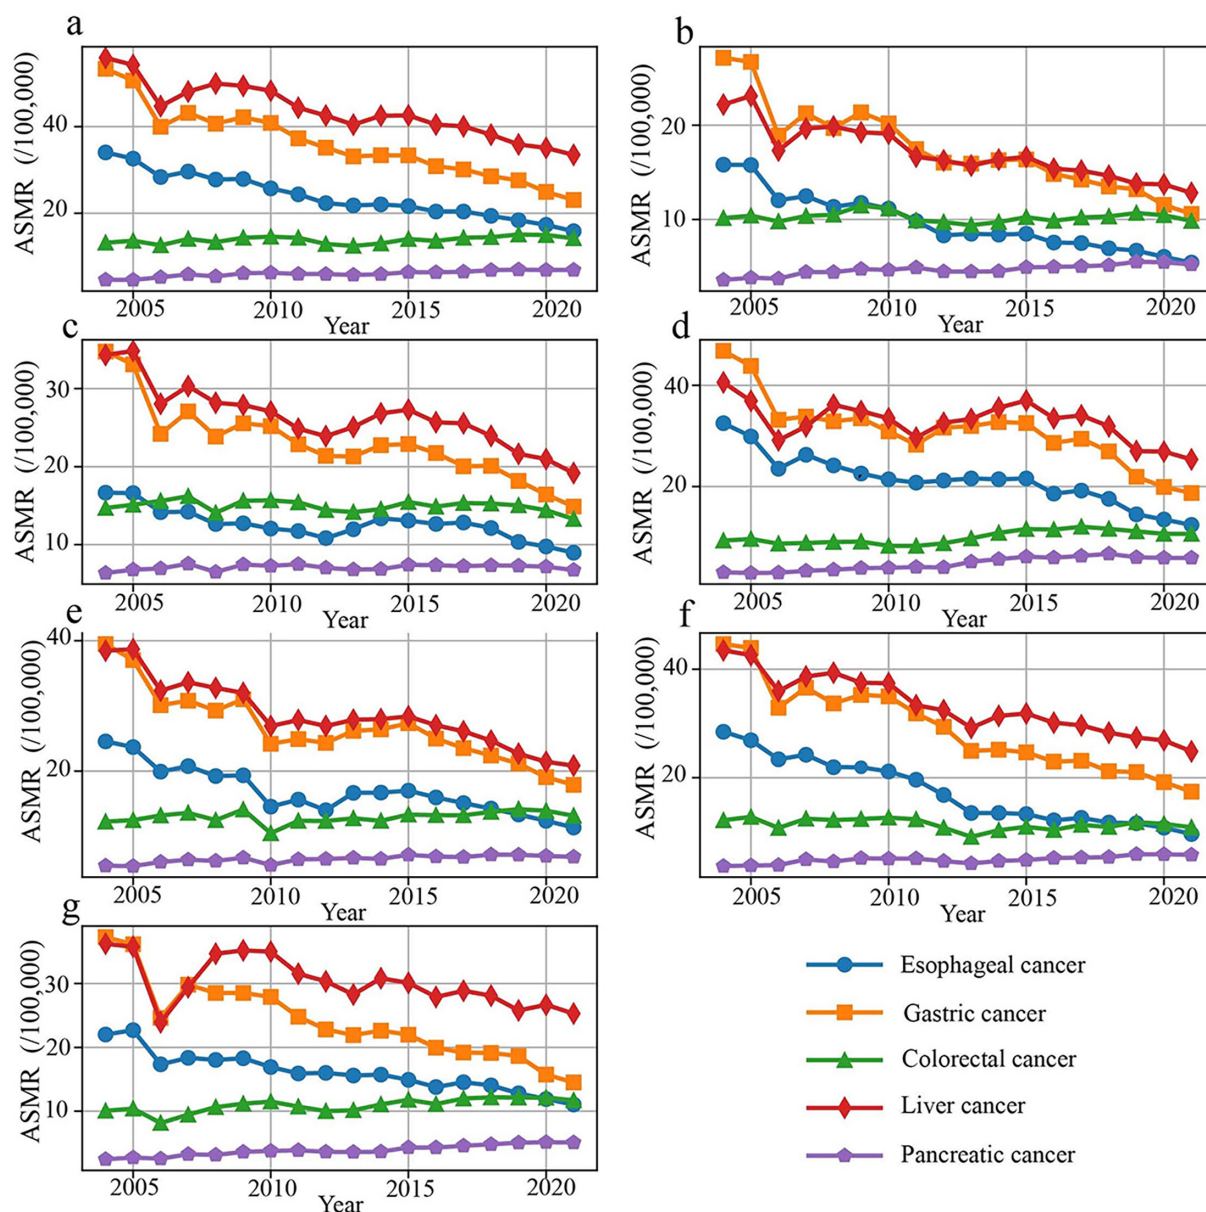 a
ASMR (/100,000)
40
20
2005 2010 2015 2020
Year
b
ASMR (/100,000)
20
10
2005 2010 2015 2020
Year
c
ASMR (/100,000)
30
20
10
2005 2010 2015 2020
Year
d
ASMR (/100,000)
40
20
2005 2010 2015 2020
Year
e
ASMR (/100,000)
40
20
2005 2010 2015 2020
Year
f
ASMR (/100,000)
40
20
2005 2010 2015 2020
Year
g
ASMR (/100,000)
30
20
10
2005 2010 2015 2020
Year
Esophageal cancer
Gastric cancer
Colorectal cancer
Liver cancer
Pancreatic cancer